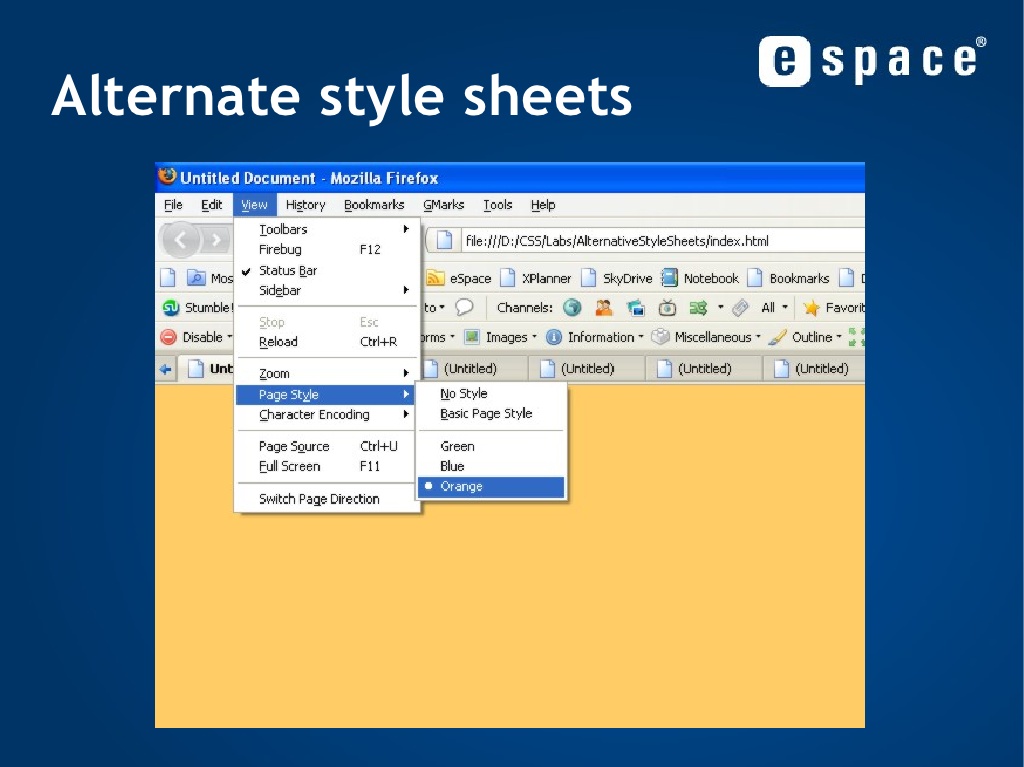 e space®
Alternate style sheets
Untitled Document - Mozilla Firefox
File Edit View History Bookmarks GMarks Tools Help
Toolbars
file:///D:/CSS/Labs/AlternativeStyleSheets/index.html
Firebug F12
Status Bar
Mos
eSpace XPlanner SkyDrive Notebook Bookmarks
Sidebar
Stumble!
to Channels: All Favorit
Stop Esc
Disable
orms Images Information Miscellaneous Outline
Reload Ctrl+R
Unt
(Untitled) (Untitled) (Untitled) (Untitled)
Zoom
Page Style
Character Encoding
Page Source Ctrl+U
Full Screen F11
Switch Page Direction
No Style
Basic Page Style
Green
Blue
Orange